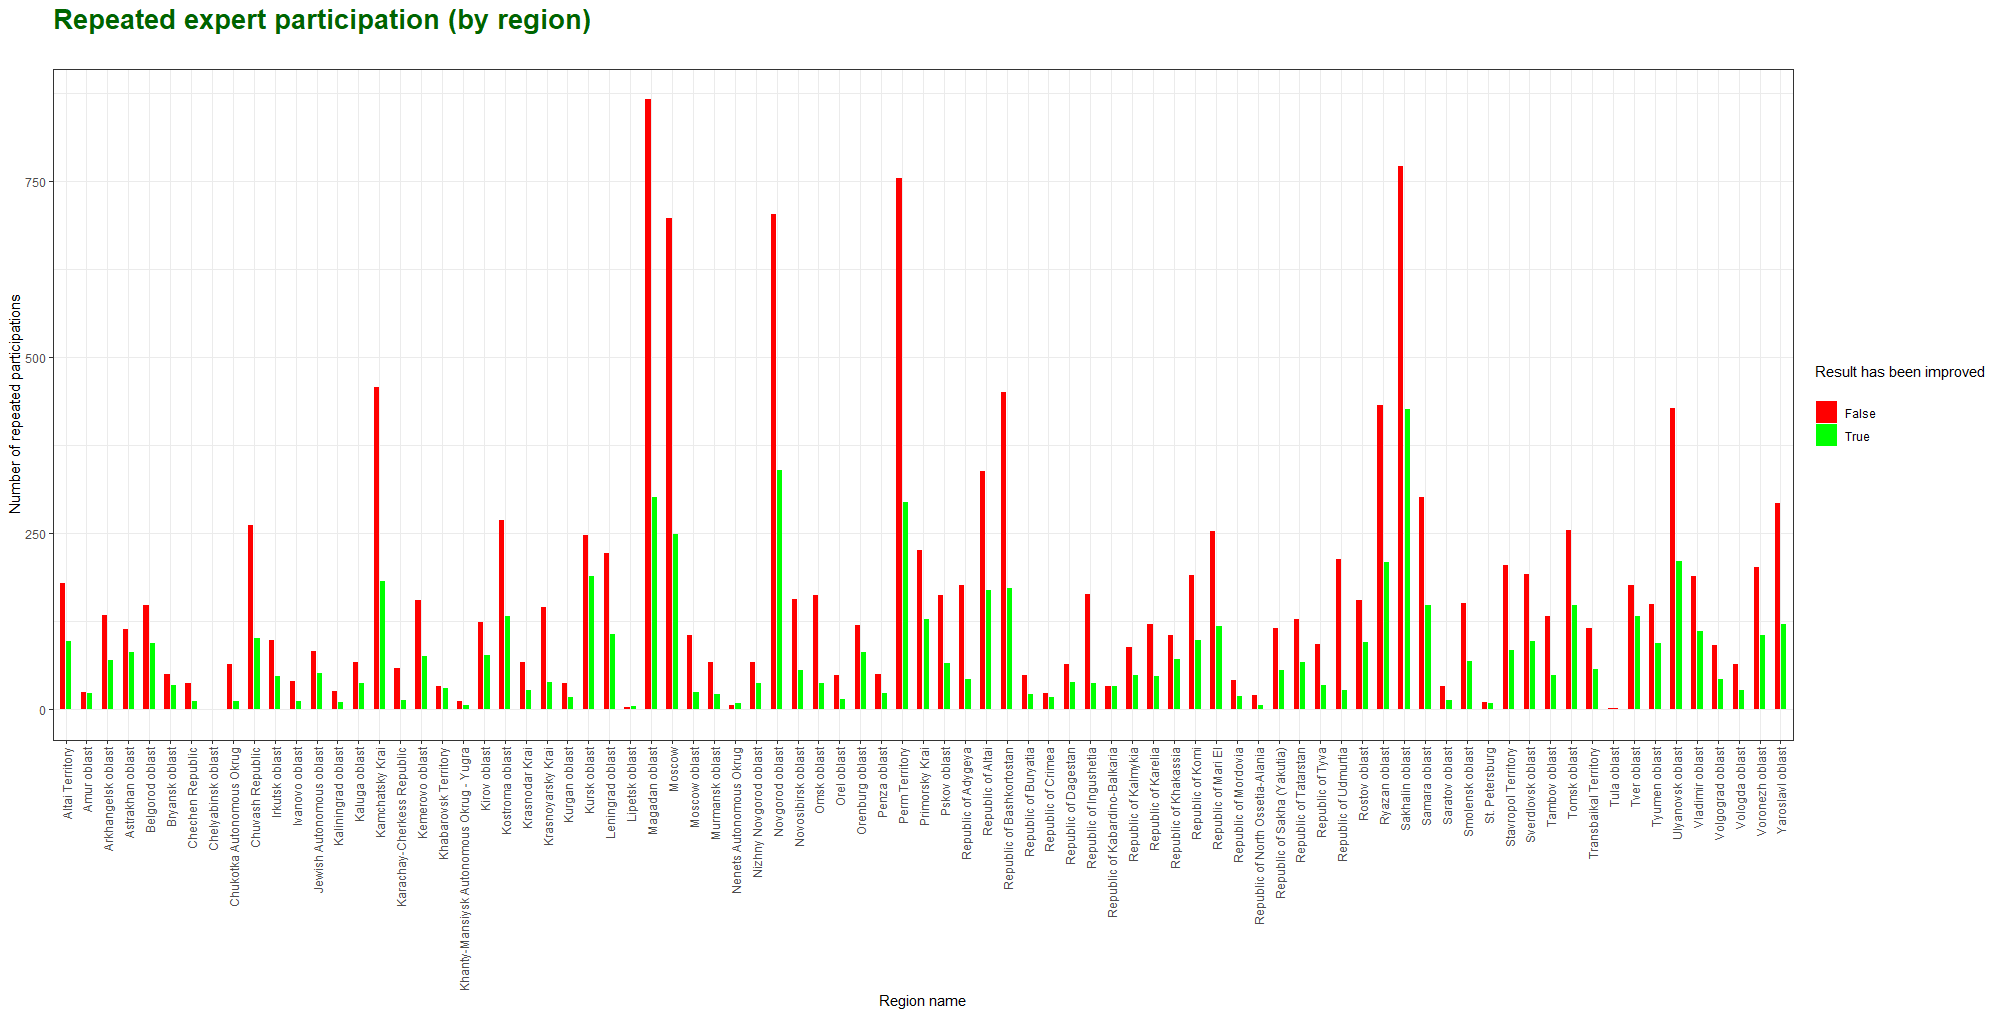 Repeated expert participation (by region)
Number of repeated participations
750
500
250
0
Altai Territory
Amur oblast
Arkhangelsk oblast
Astrakhan oblast
Belgorod oblast
Bryansk oblast
Chechen Republic
Chelyabinsk oblast
Chukotka Autonomous Okrug
Chuvash Republic
Irkutsk oblast
Ivanovo oblast
Jewish Autonomous oblast
Kaliningrad oblast
Kaluga oblast
Kamchatsky Krai
Karachay-Cherkess Republic
Kemerovo oblast
Khabarovsk Territory
Khanty-Mansiysk Autonomous Okrug - Yugra
Kirov oblast
Kostroma oblast
Krasnodar Krai
Krasnoyarsky Krai
Kurgan oblast
Kursk oblast
Leningrad oblast
Lipetsk oblast
Magadan oblast
Moscow
Moscow oblast
Murmansk oblast
Nenets Autonomous Okrug
Nizhny Novgorod oblast
Novgorod oblast
Novosibirsk oblast
Omsk oblast
Orel oblast
Orenburg oblast
Penza oblast
Perm Territory
Primorsky Krai
Pskov oblast
Republic of Adygeya
Republic of Altai
Republic of Bashkortostan
Republic of Buryatia
Republic of Crimea
Republic of Dagestan
Republic of Ingushetia
Republic of Kabardino-Balkaria
Republic of Kalmykia
Republic of Karelia
Republic of Khakassia
Republic of Komi
Republic of Mari El
Republic of Mordovia
Republic of North Ossetia-Alania
Republic of Sakha (Yakutia)
Republic of Tatarstan
Republic of Tyva
Republic of Udmurtia
Rostov oblast
Ryazan oblast
Sakhalin oblast
Samara oblast
Saratov oblast
Smolensk oblast
St. Petersburg
Stavropol Territory
Sverdlovsk oblast
Tambov oblast
Tomsk oblast
Transbaikal Territory
Tula oblast
Tver oblast
Tyumen oblast
Ulyanovsk oblast
Vladimir oblast
Volgograd oblast
Vologda oblast
Voronezh oblast
Yaroslavl oblast
Region name
Result has been improved
False
True